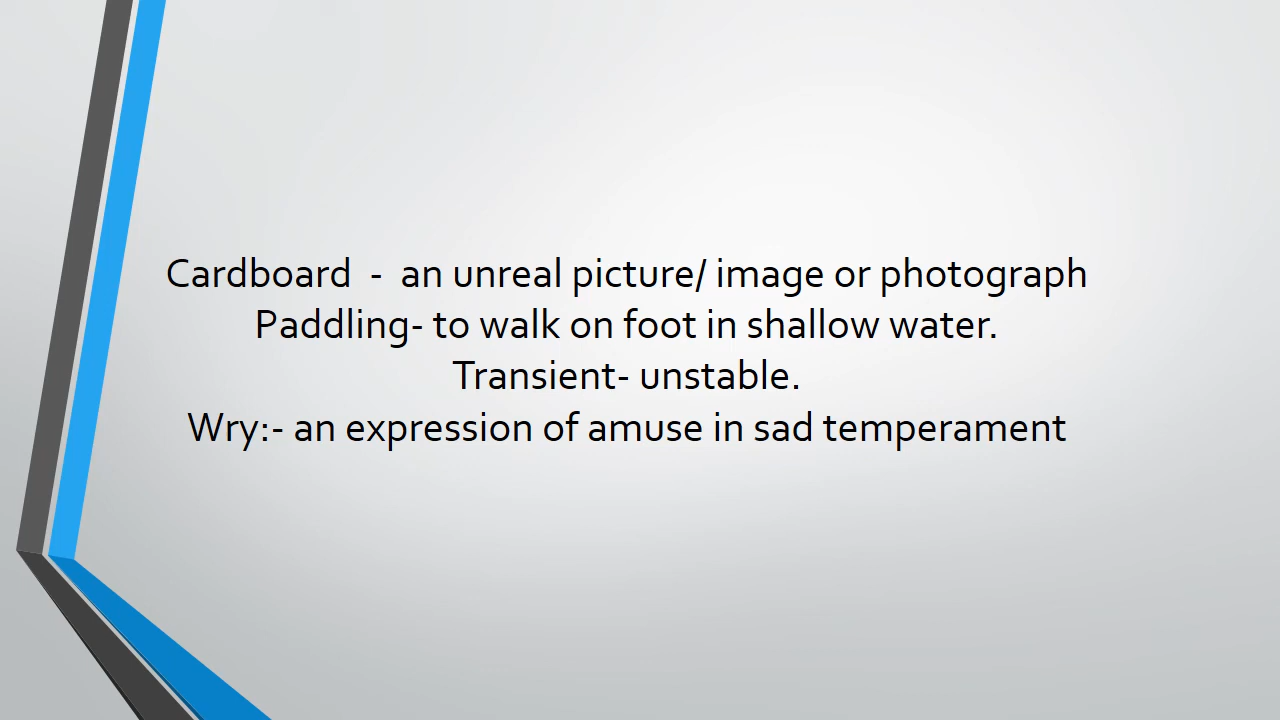 Cardboard  -  an unreal picture/ image or photograph
Paddling- to walk on foot in shallow water.
Transient- unstable.
Wry:- an expression of amuse in sad temperament